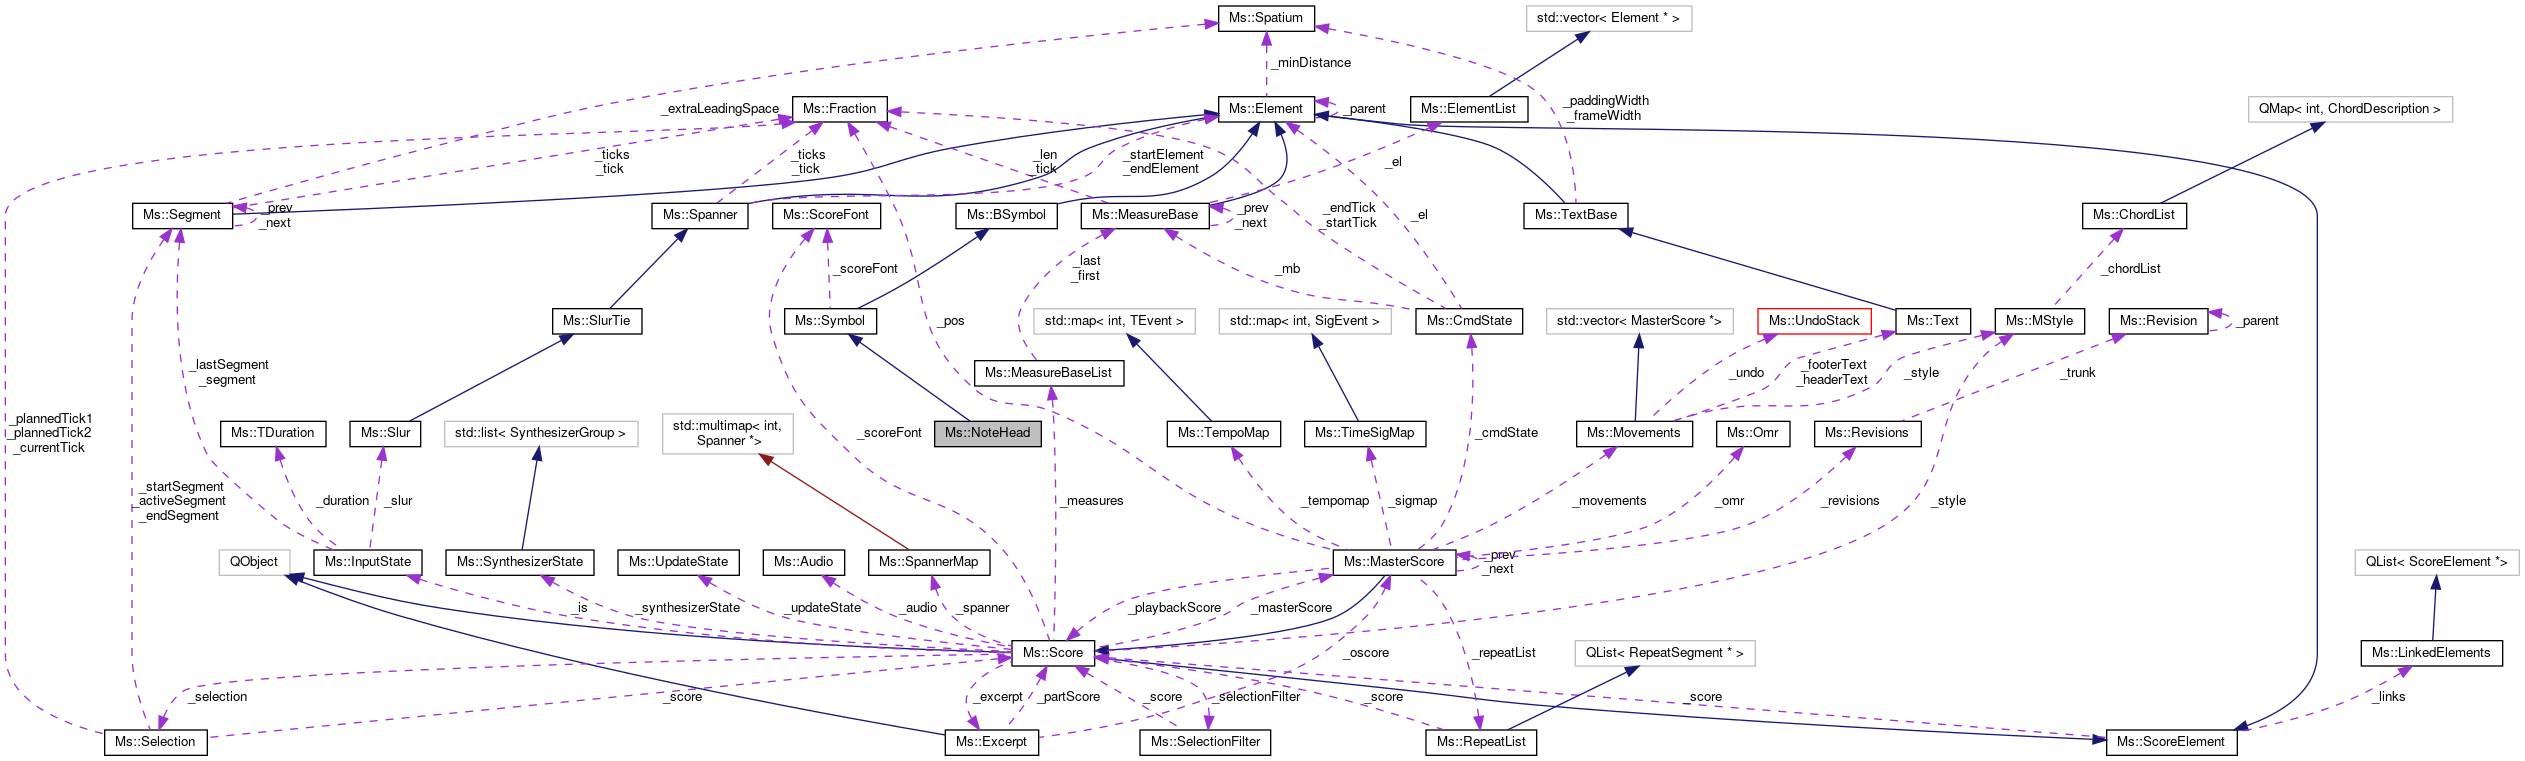 Ms::Spatium
std::vector< Element * >
_minDistance
_extraLeadingSpace
Ms::Fraction
Ms::Element
_parent
Ms::ElementList
_paddingWidth
_frameWidth
QMap< int, ChordDescription >
_ticks
_tick
_ticks
_tick
_len
_tick
_startElement
_endElement
_el
Ms::Segment
_prev
_next
Ms::Spanner
Ms::ScoreFont
Ms::BSymbol
Ms::MeasureBase
_prev
_next
_endTick
_startTick
_el
Ms::TextBase
Ms::ChordList
_scoreFont
_last
_first
_mb
_chordList
Ms::SlurTie
Ms::Symbol
_pos
std::map< int, TEvent >
std::map< int, SigEvent >
Ms::CmdState
std::vector< MasterScore *>
Ms::UndoStack
Ms::Text
Ms::MStyle
Ms::Revision
_parent
_lastSegment
_segment
Ms::MeasureBaseList
_undo
_footerText
_headerText
_style
_trunk
_plannedTick1
_plannedTick2
_currentTick
Ms::TDuration
Ms::Slur
std::list< SynthesizerGroup >
std::multimap< int,
Spanner *>
_scoreFont
Ms::NoteHead
Ms::TempoMap
Ms::TimeSigMap
_cmdState
Ms::Movements
Ms::Omr
Ms::Revisions
_startSegment
_activeSegment
_endSegment
_duration
_slur
_measures
_tempomap
_sigmap
_movements
_omr
_revisions
_style
QObject
Ms::InputState
Ms::SynthesizerState
Ms::UpdateState
Ms::Audio
Ms::SpannerMap
Ms::MasterScore
_prev
_next
QList< ScoreElement *>
_is
_synthesizerState
_updateState
_audio
_spanner
_playbackScore
_masterScore
Ms::Score
_oscore
_repeatList
QList< RepeatSegment * >
Ms::LinkedElements
_selection
_score
_excerpt
_partScore
_score
_selectionFilter
_score
_score
_links
Ms::Selection
Ms::Excerpt
Ms::SelectionFilter
Ms::RepeatList
Ms::ScoreElement